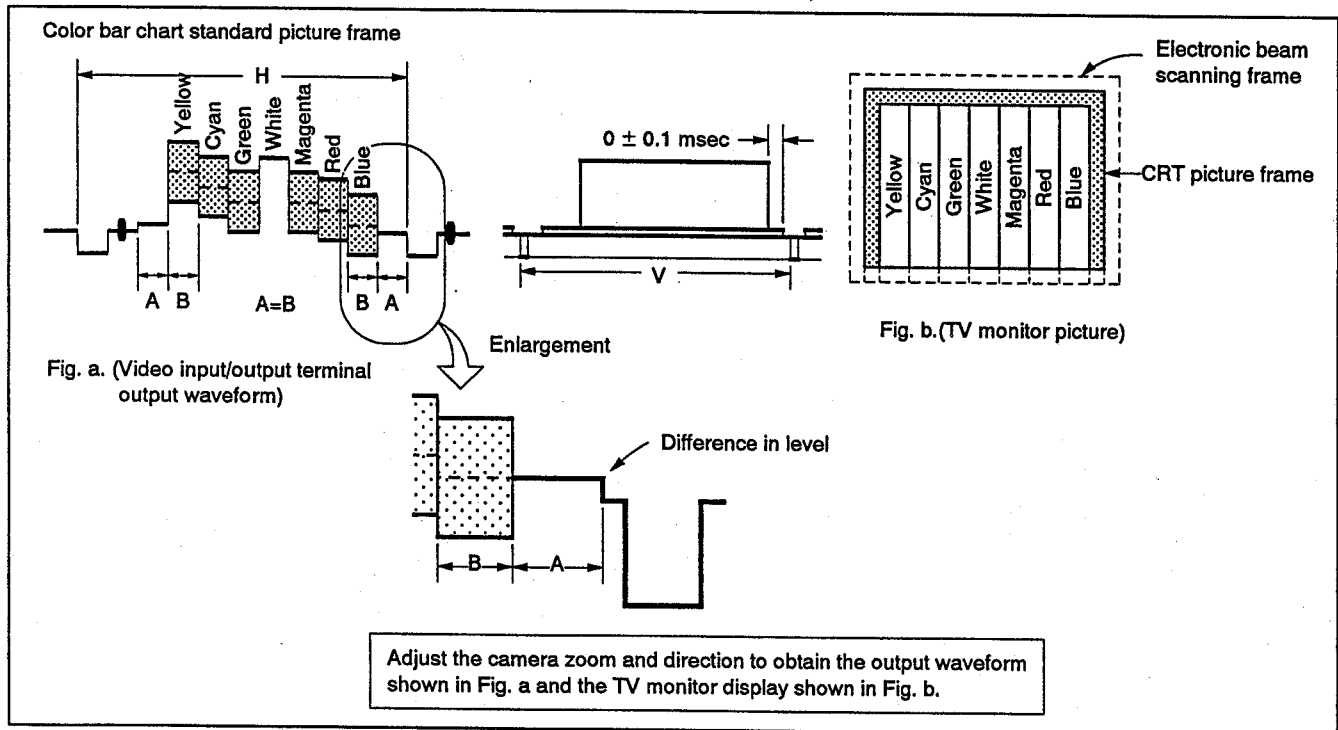 Color bar chart standard picture frame
H
Yellow
Cyan
Green
White
Magenta
Red
Blue
A
B
A=B
B
A
Fig. a. (Video input/output terminal
output waveform)
0 ± 0.1 msec
V
Electronic beam
scanning frame
CRT picture frame
Yellow
Cyan
Green
White
Magenta
Red
Blue
Fig. b.(TV monitor picture)
Enlargement
Difference in level
B
A
Adjust the camera zoom and direction to obtain the output waveform
shown in Fig. a and the TV monitor display shown in Fig. b.